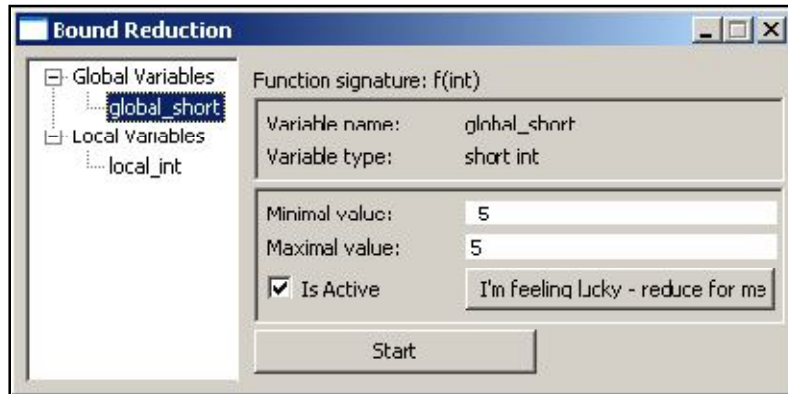 Bound Reduction
Global Variables
global_short
Local Variables
local_int
Function signature: f(int)
Variable name: global_short
Variable type: short int
Minimal value: 5
Maximal value: 5
Is Active
I'm feeling lucky - reduce for me
Start